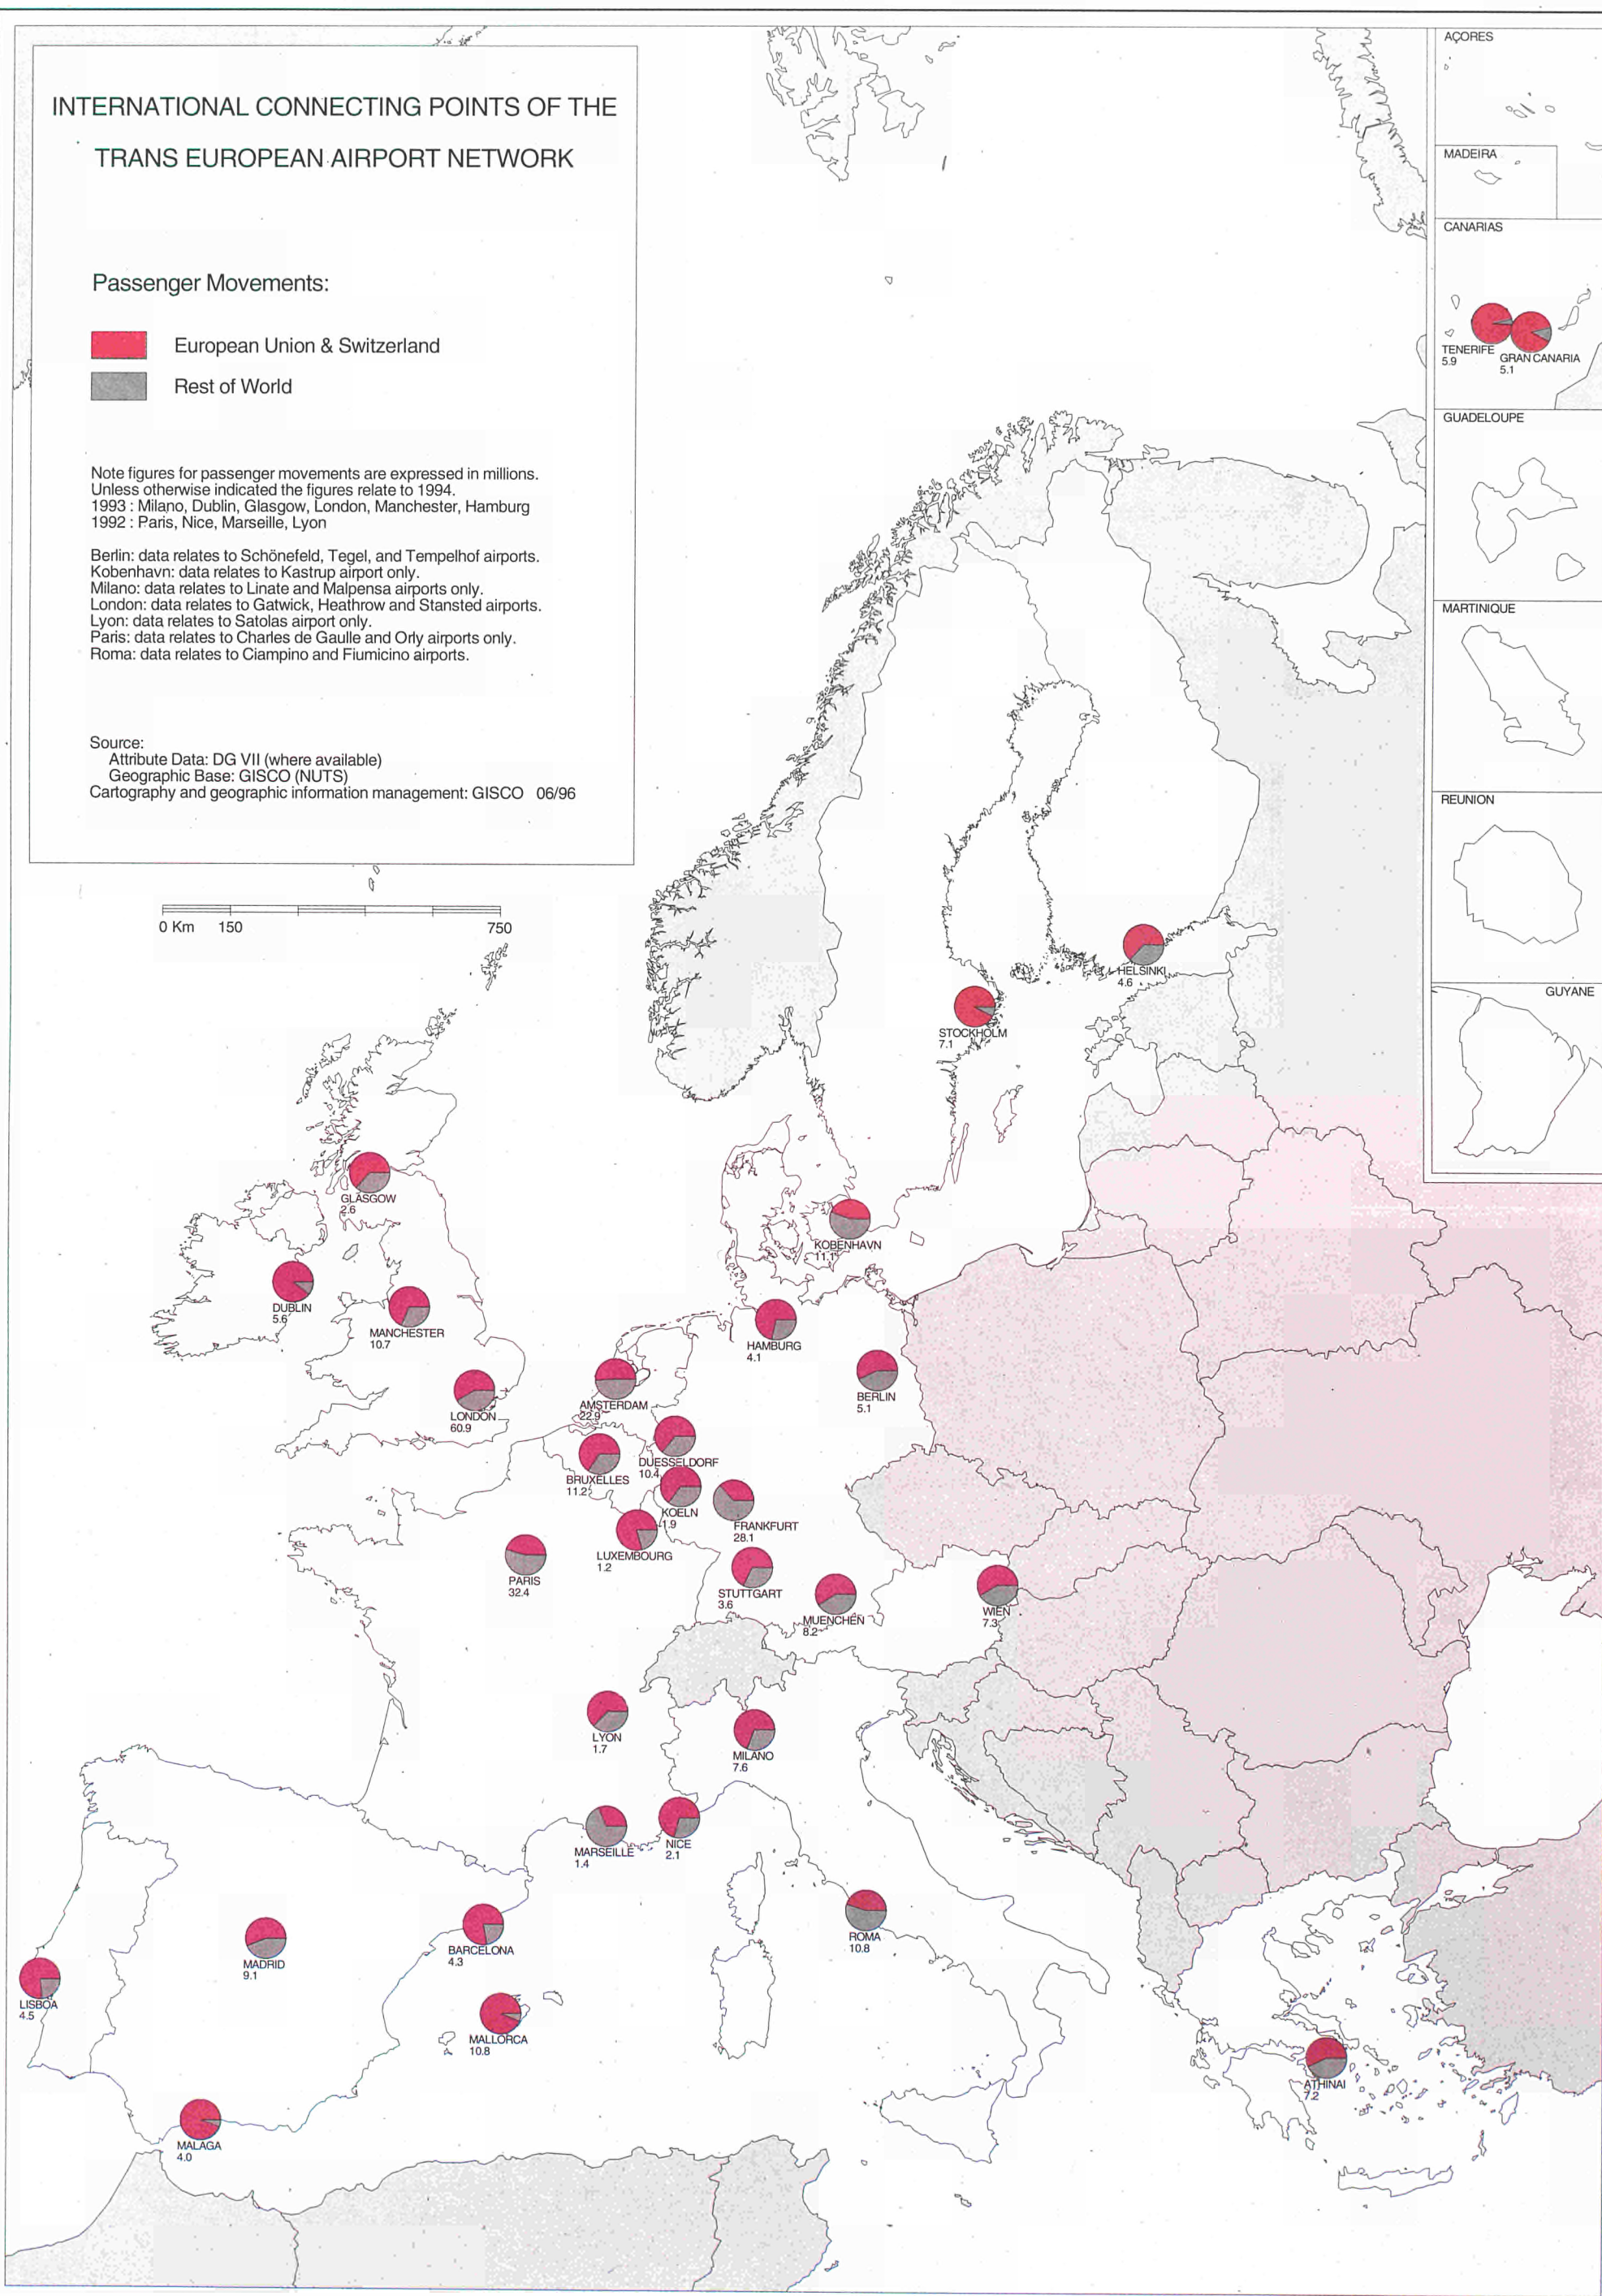 INTERNATIONAL CONNECTING POINTS OF THE
TRANS EUROPEAN AIRPORT NETWORK
Passenger Movements:
European Union & Switzerland
Rest of World
Note figures for passenger movements are expressed in millions.
Unless otherwise indicated the figures relate to 1994.
1993 : Milano, Dublin, Glasgow, London, Manchester, Hamburg
1992 : Paris, Nice, Marseille, Lyon
Berlin: data relates to Schönefeld, Tegel, and Tempelhof airports.
Kobenhavn: data relates to Kastrup airport only.
Milano: data relates to Linate and Malpensa airports only.
London: data relates to Gatwick, Heathrow and Stansted airports.
Lyon: data relates to Satolas airport only.
Paris: data relates to Charles de Gaulle and Orly airports only.
Roma: data relates to Ciampino and Fiumicino airports.
Source:
Attribute Data: DG VII (where available)
Geographic Base: GISCO (NUTS)
Cartography and geographic information management: GISCO 06/96
0 Km 150 750
AÇORES
MADEIRA
CANARIAS
TENERIFE
5.9
GRAN CANARIA
5.1
GUADELOUPE
MARTINIQUE
REUNION
GUYANE
HELSINKI
4.6
STOCKHOLM
7.1
GLASGOW
2.6
KOBENHAVN
11.1
DUBLIN
5.6
MANCHESTER
10.7
HAMBURG
4.1
BERLIN
5.1
AMSTERDAM
22.9
LONDON
60.9
DUESSELDORF
10.4
BRUXELLES
11.2
KOELN
1.9
FRANKFURT
28.1
LUXEMBOURG
1.2
PARIS
32.4
STUTTGART
3.6
MUENCHEN
8.2
WIEN
7.3
LYON
1.7
MILANO
7.6
MARSEILLE
1.4
NICE
2.1
ROMA
10.8
BARCELONA
4.3
MADRID
9.1
LISBOA
4.5
MALLORCA
10.8
ATHINAI
7.2
MALAGA
4.0